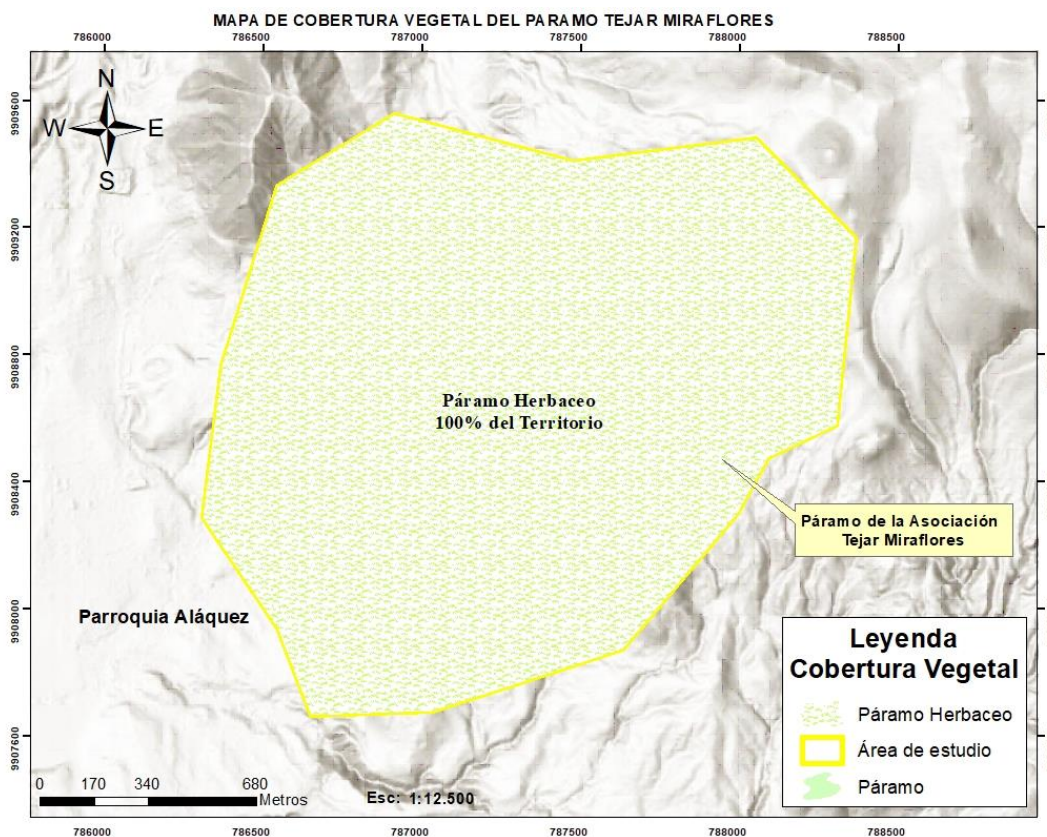 MAPA DE COBERTURA VEGETAL DEL PARAMO TEJAR MIRAFLORES
786000 786500 787000 787500 788000 788500
N
W E
S
9909600
9909200
9908800
9908400
9908000
9907600
Páramo Herbaceo
100% del Territorio
Páramo de la Asociación
Tejar Miraflores
Parroquia Aláquez
Leyenda
Cobertura Vegetal
Páramo Herbaceo
Área de estudio
Páramo
0 170 340 680
Metros
Esc: 1:12.500
786000 786500 787000 787500 788000 788500